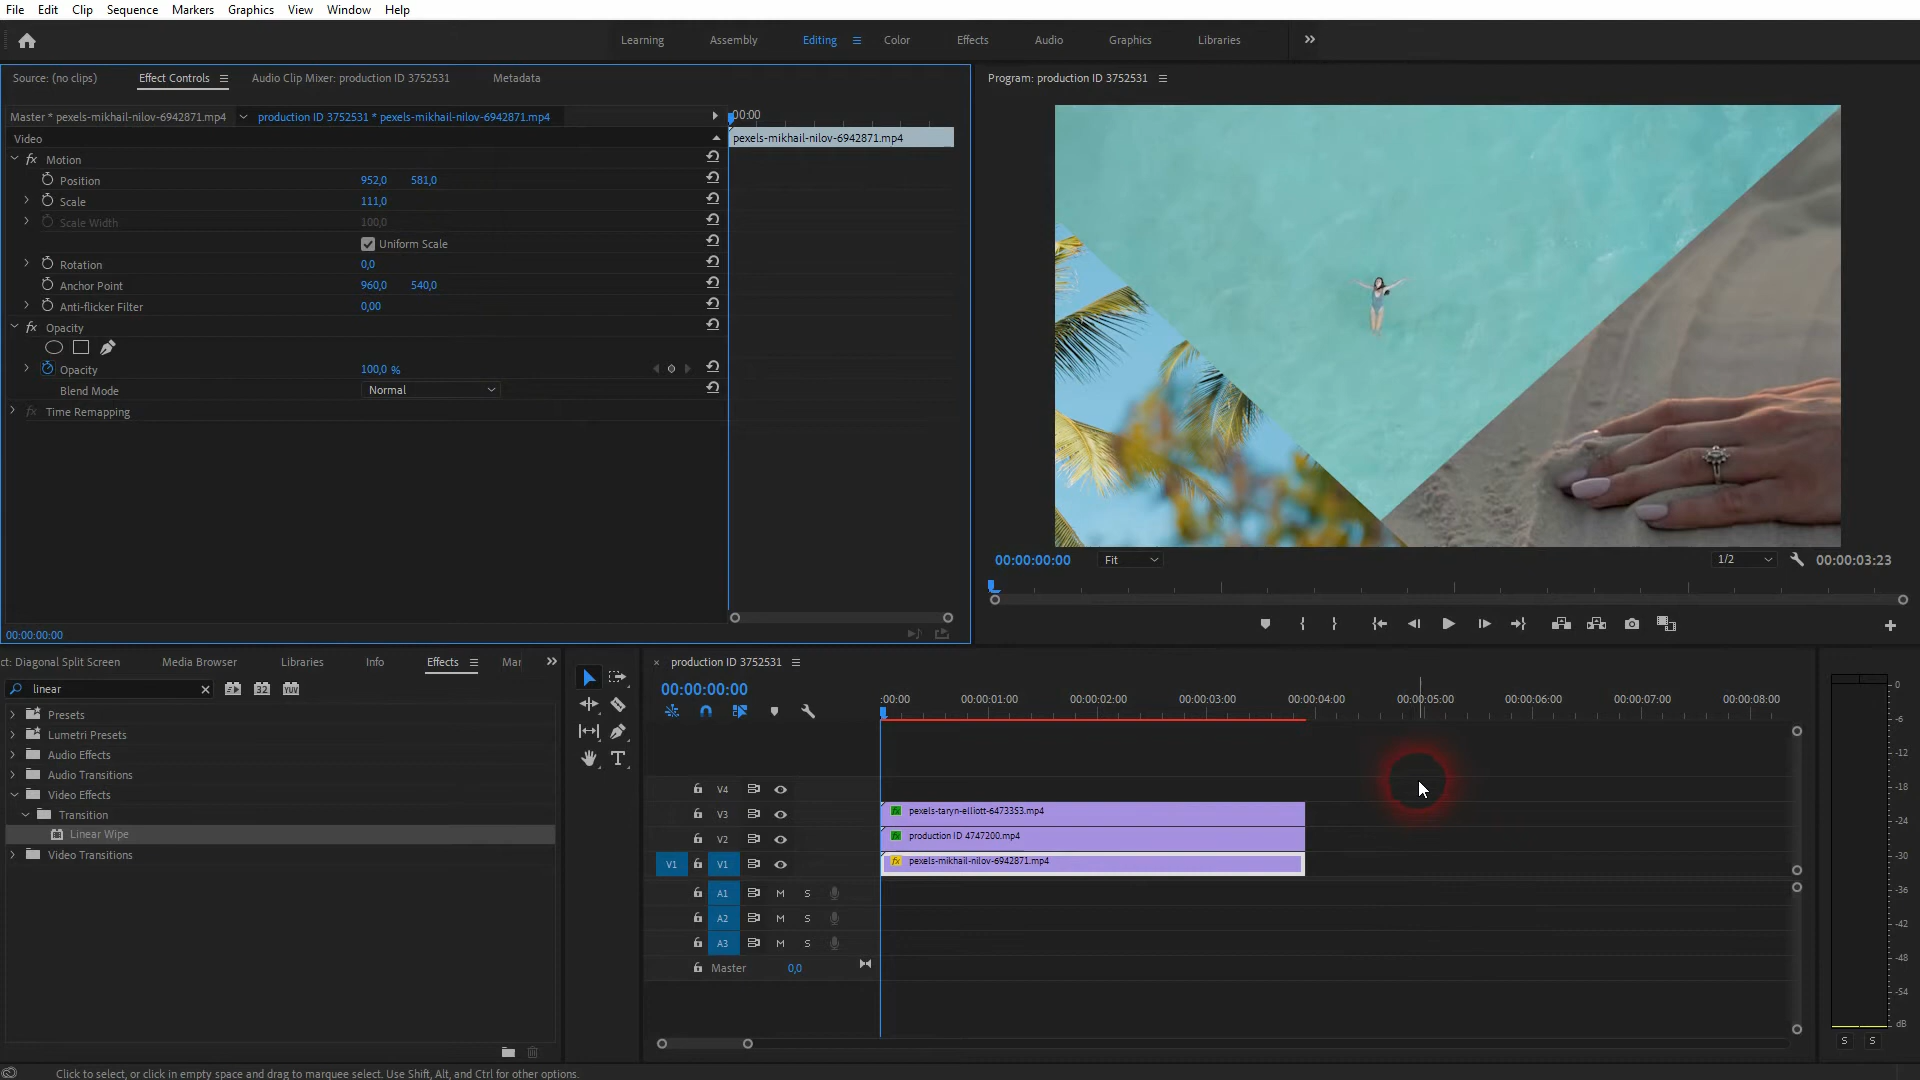 File Edit Clip Sequence Markers Graphics View Window Help
Learning Assembly Editing Color Effects Audio Graphics Libraries
Source: (no clips) Effect Controls Audio Clip Mixer: production ID 3752531 Metadata
Program: production ID 3752531
Master * pexels-mikhail-nilov-6942871.mp4 production ID 3752531 * pexels-mikhail-nilov-6942871.mp4
:00:00
Video
pexels-mikhail-nilov-6942871.mp4
fx Motion
Position 952,0 581,0
Scale 111,0
Scale Width 100,0
Uniform Scale
Rotation 0,0
Anchor Point 960,0 540,0
Anti-flicker Filter 0,00
fx Opacity
Opacity 100,0 %
Blend Mode Normal
fx Time Remapping
00:00:00:00
00:00:00:00 Fit 1/2 00:00:03:23
ct: Diagonal Split Screen Media Browser Libraries Info Effects Mar
linear 32 YUV
Presets
Lumetri Presets
Audio Effects
Audio Transitions
Video Effects
Transition
Linear Wipe
Video Transitions
T
production ID 3752531
00:00:00:00
:00:00 00:00:01:00 00:00:02:00 00:00:03:00 00:00:04:00 00:00:05:00 00:00:06:00 00:00:07:00 00:00:08:00
V4
V3 fx pexels-taryn-elliott-6473353.mp4
V2 fx production ID 4747200.mp4
V1 V1 fx pexels-mikhail-nilov-6942871.mp4
A1 M S
A2 M S
A3 M S
Master 0,0
0
-6
-12
-18
-24
-30
-36
-42
-48
-54
dB
S S
Click to select, or click in empty space and drag to marquee select. Use Shift, Alt, and Ctrl for other options.